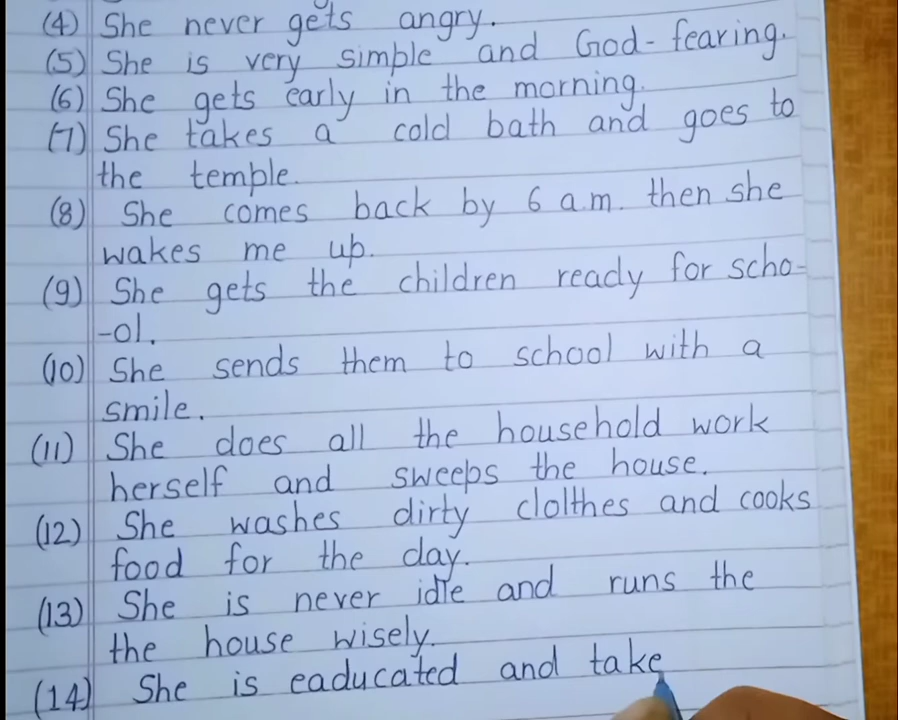 (4) She never gets angry.
(5) She is very simple and God-fearing.
(6) She gets early in the morning.
(7) She takes a cold bath and goes to
the temple.
(8) She comes back by 6 a.m. then she
wakes me up.
(9) She gets the children ready for scho-
-ol.
(10) She sends them to school with a
smile.
(11) She does all the household work
herself and sweeps the house.
(12) She washes dirty clolthes and cooks
food for the day.
(13) She is never idle and runs the
the house wisely.
(14) She is eaducated and take